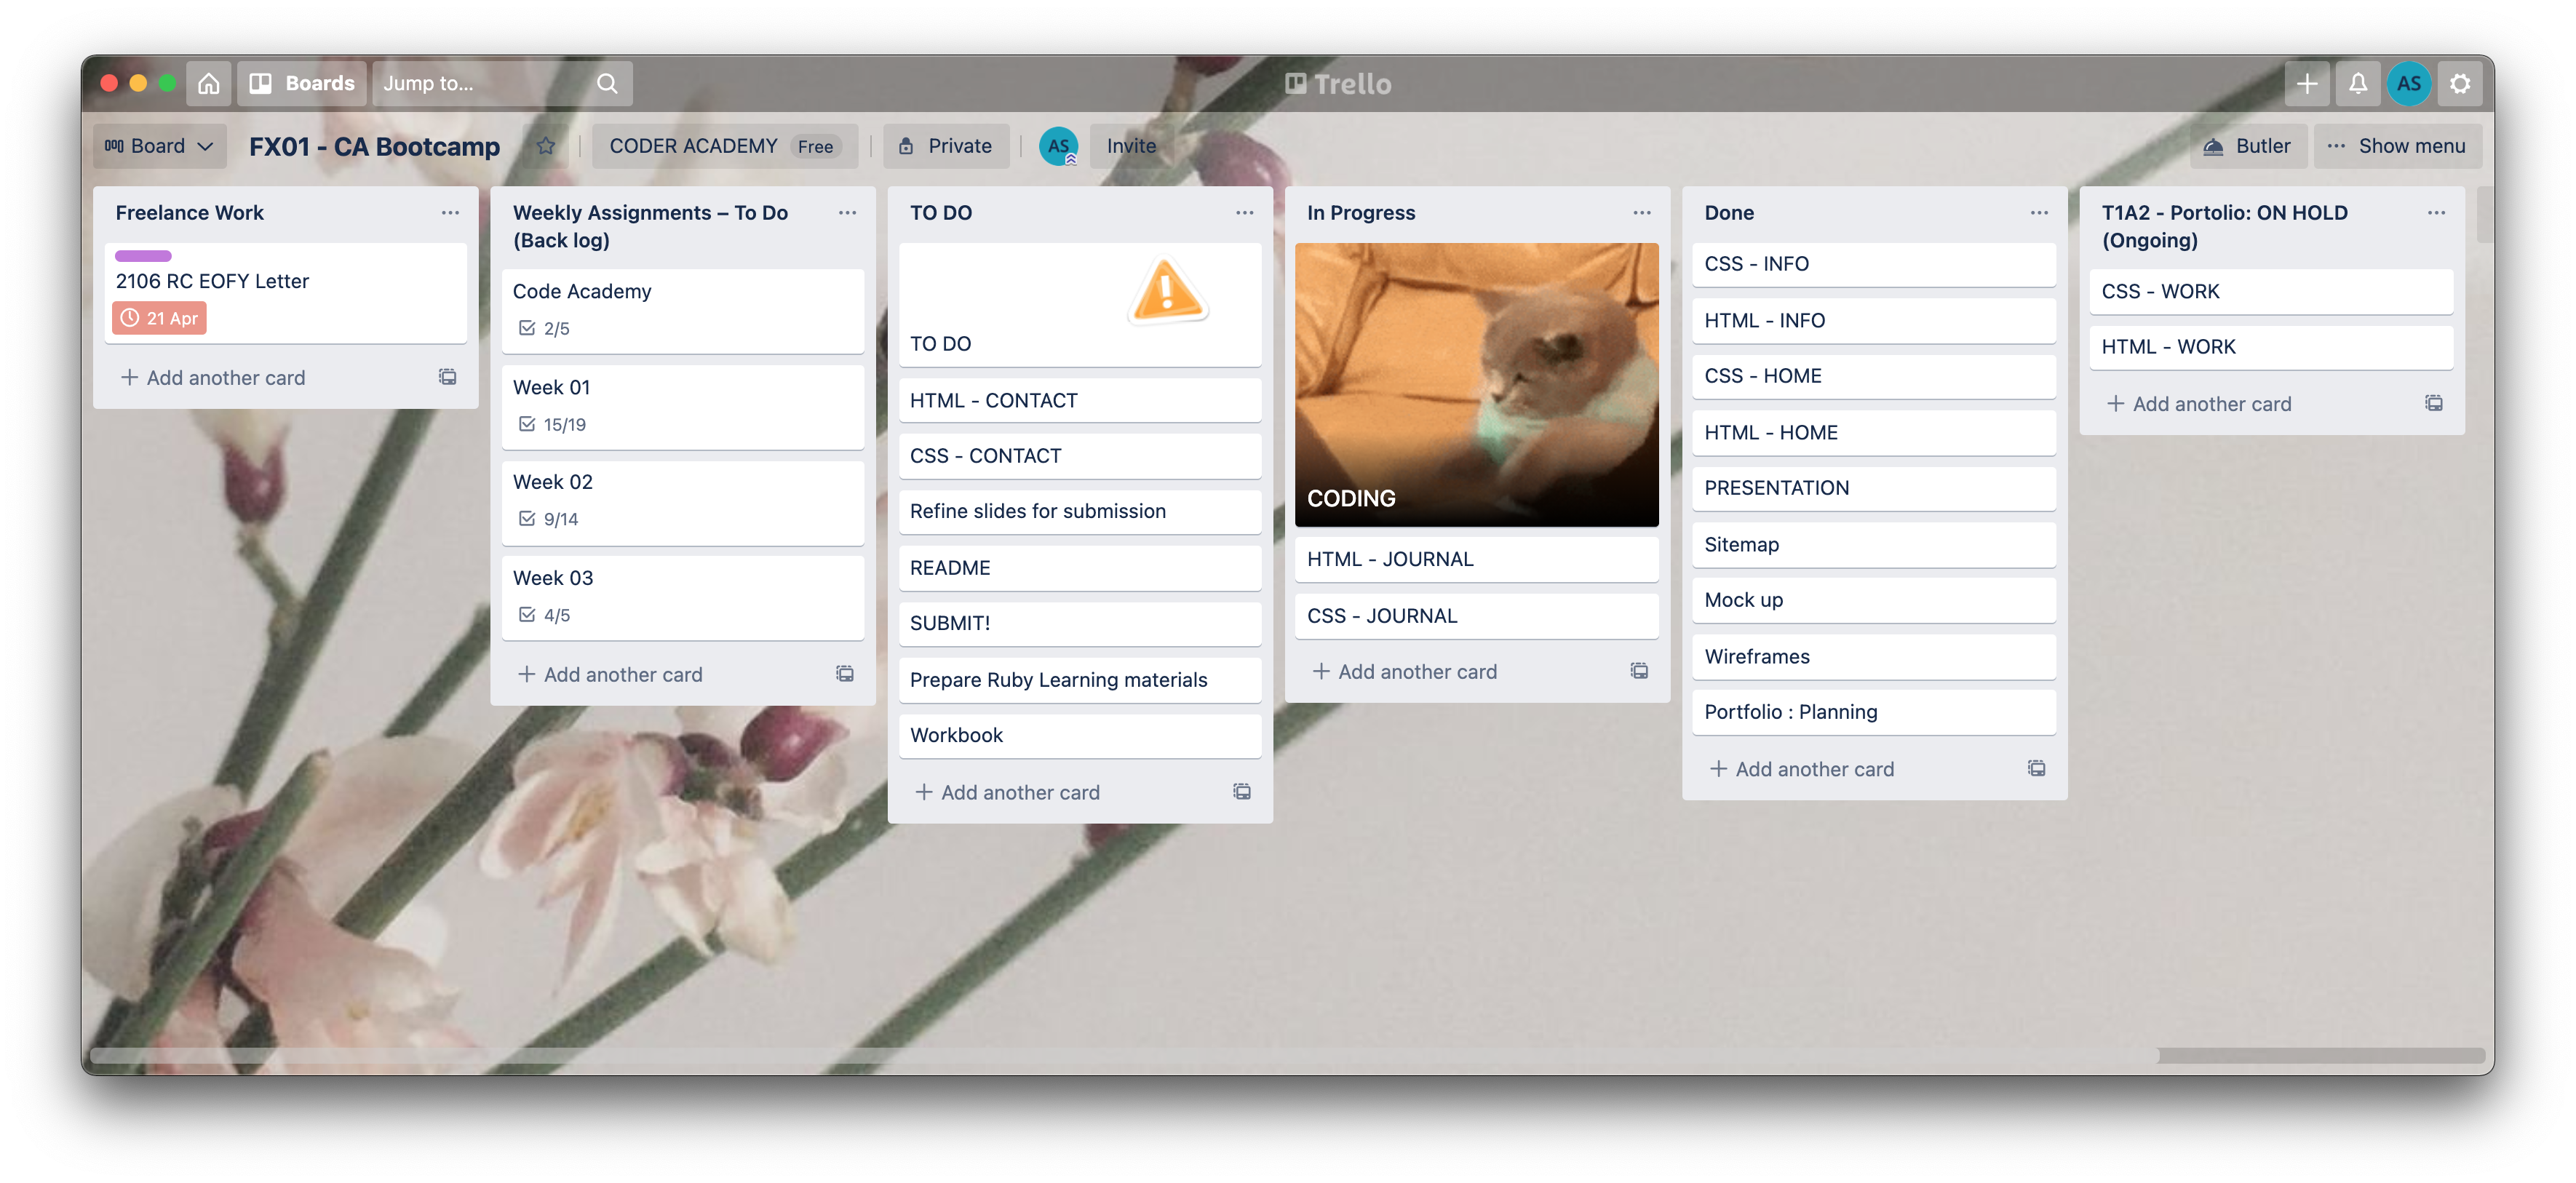 Boards
Jump to...
Trello
AS
Board
FX01 - CA Bootcamp
CODER ACADEMY Free
Private
AS
Invite
Butler
Show menu
Freelance Work
2106 RC EOFY Letter
21 Apr
Add another card
Weekly Assignments – To Do
(Back log)
Code Academy
2/5
Week 01
15/19
Week 02
9/14
Week 03
4/5
Add another card
TO DO
TO DO
HTML - CONTACT
CSS - CONTACT
Refine slides for submission
README
SUBMIT!
Prepare Ruby Learning materials
Workbook
Add another card
In Progress
CODING
HTML - JOURNAL
CSS - JOURNAL
Add another card
Done
CSS - INFO
HTML - INFO
CSS - HOME
HTML - HOME
PRESENTATION
Sitemap
Mock up
Wireframes
Portfolio : Planning
Add another card
T1A2 - Portolio: ON HOLD
(Ongoing)
CSS - WORK
HTML - WORK
Add another card